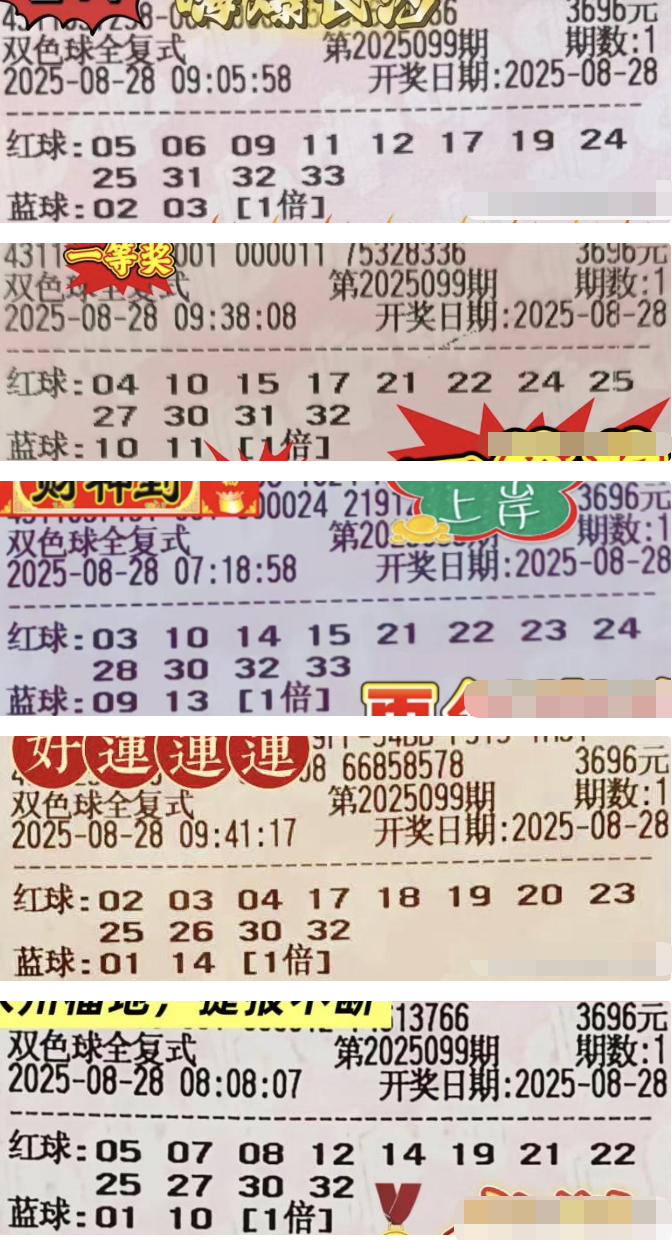 3696元
双色球全复式 第2025099期 期数:1
2025-08-28 09:05:58 开奖日期:2025-08-28
红球:05 06 09 11 12 17 19 24
25 31 32 33
蓝球:02 03 [1倍]
一等奖
4311 001 000011 75328336 3696元
双色球全复式 第2025099期 期数:1
2025-08-28 09:38:08 开奖日期:2025-08-28
红球:04 10 15 17 21 22 24 25
27 30 31 32
蓝球:10 11 [1倍]
财神到
上岸
000024 3696元
双色球全复式 期数:1
2025-08-28 07:18:58 开奖日期:2025-08-28
红球:03 10 14 15 21 22 23 24
28 30 32 33
蓝球:09 13 [1倍]
好運運運
66858578 3696元
双色球全复式 第2025099期 期数:1
2025-08-28 09:41:17 开奖日期:2025-08-28
红球:02 03 04 17 18 19 20 23
25 26 30 32
蓝球:01 14 [1倍]
13766 3696元
双色球全复式 第2025099期 期数:1
2025-08-28 08:08:07 开奖日期:2025-08-28
红球:05 07 08 12 14 19 21 22
25 27 30 32
蓝球:01 10 [1倍]